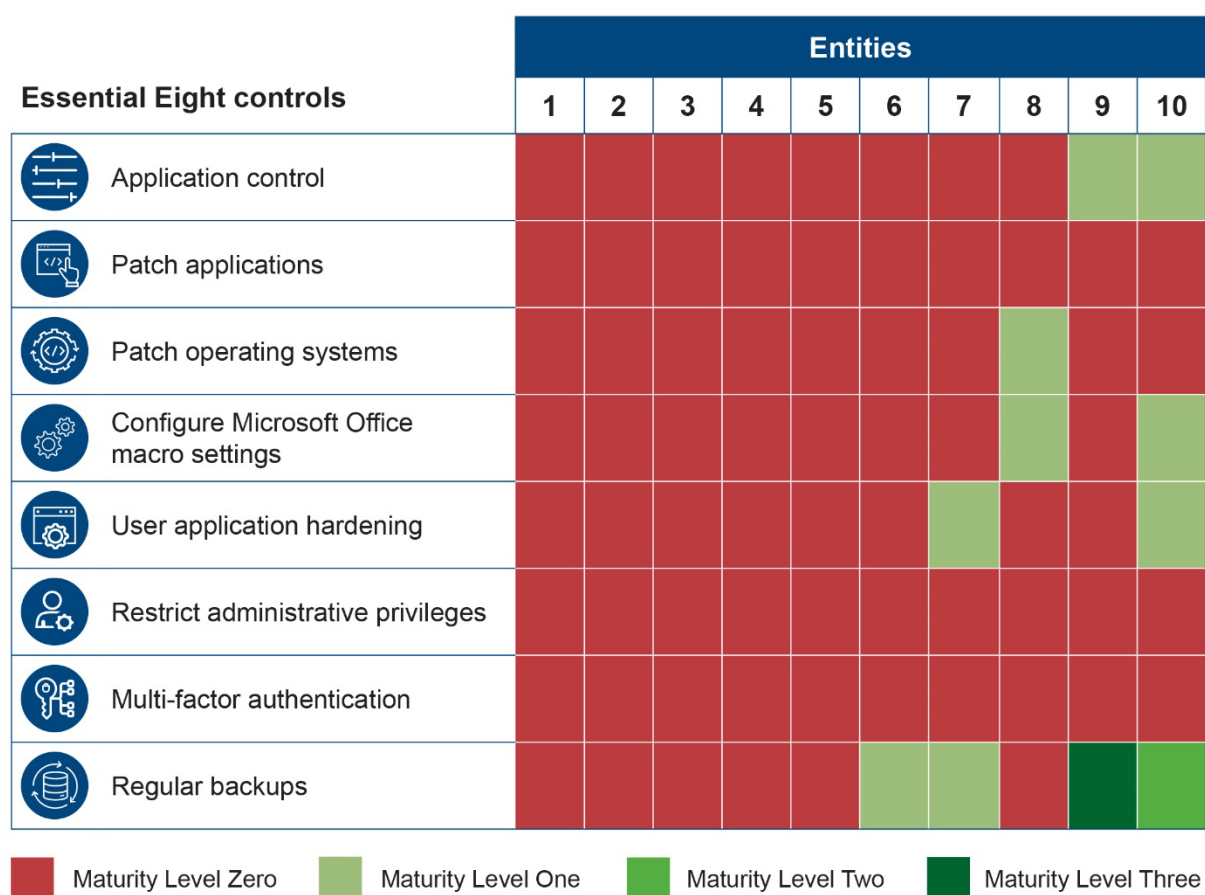 Entities
Essential Eight controls
1 2 3 4 5 6 7 8 9 10
Application control
</>
Patch applications
</>
Patch operating systems
Configure Microsoft Office
macro settings
User application hardening
Restrict administrative privileges
Multi-factor authentication
Regular backups
Maturity Level Zero Maturity Level One Maturity Level Two Maturity Level Three